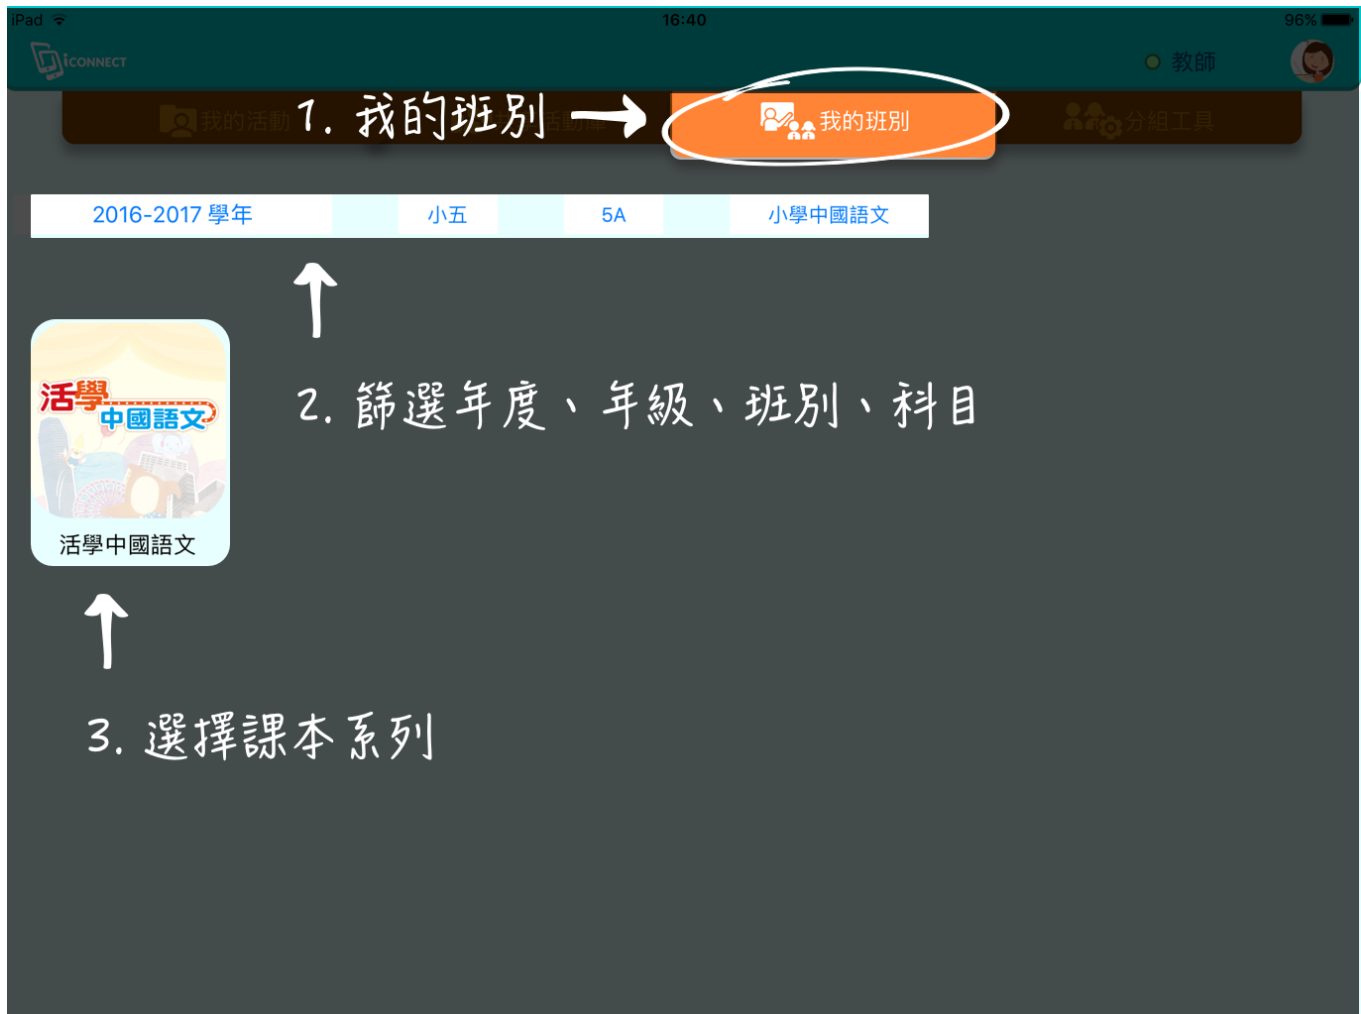 iPad 16:40 96%
iCONNECT 教師
我的活動 1. 我的班別 活動庫 我的班別 分組工具
2016-2017 學年 小五 5A 小學中國語文
2. 篩選年度、年級、班別、科目
活學
中國語文
活學中國語文
3. 選擇課本系列